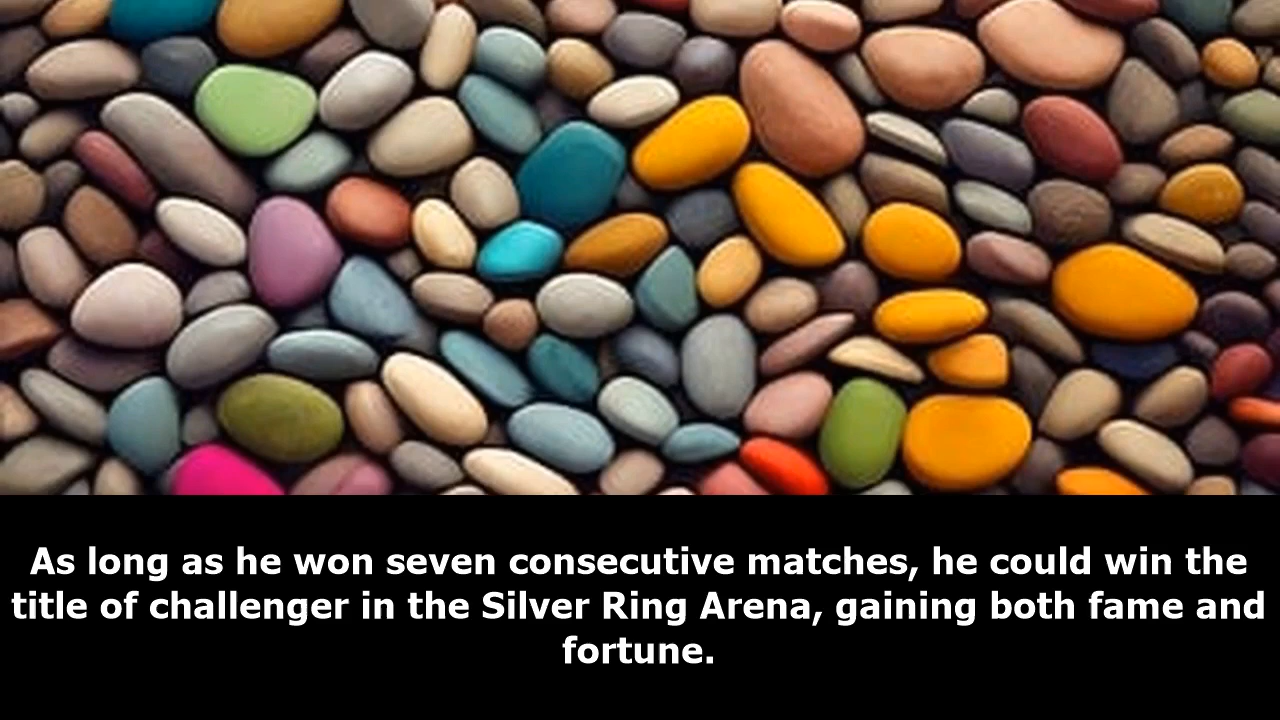 As long as he won seven consecutive matches, he could win the
title of challenger in the Silver Ring Arena, gaining both fame and
fortune.